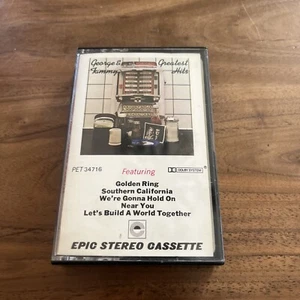 George & Tammy Greatest Hits
PET 34716
Featuring
DOLBY SYSTEM
Golden Ring
Southern California
We're Gonna Hold On
Near You
Let's Build A World Together
EPIC STEREO CASSETTE